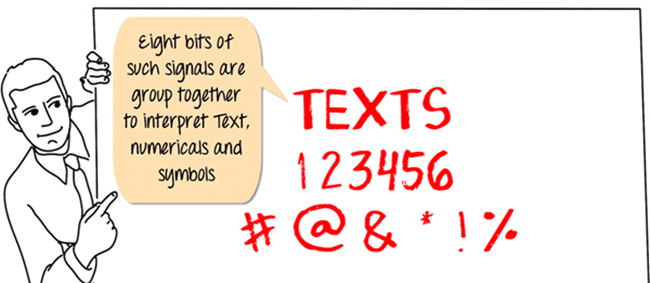 Eight bits of
such signals are
group together
to interpret Text,
numericals and
symbols
TEXTS
123456
#@&*!%